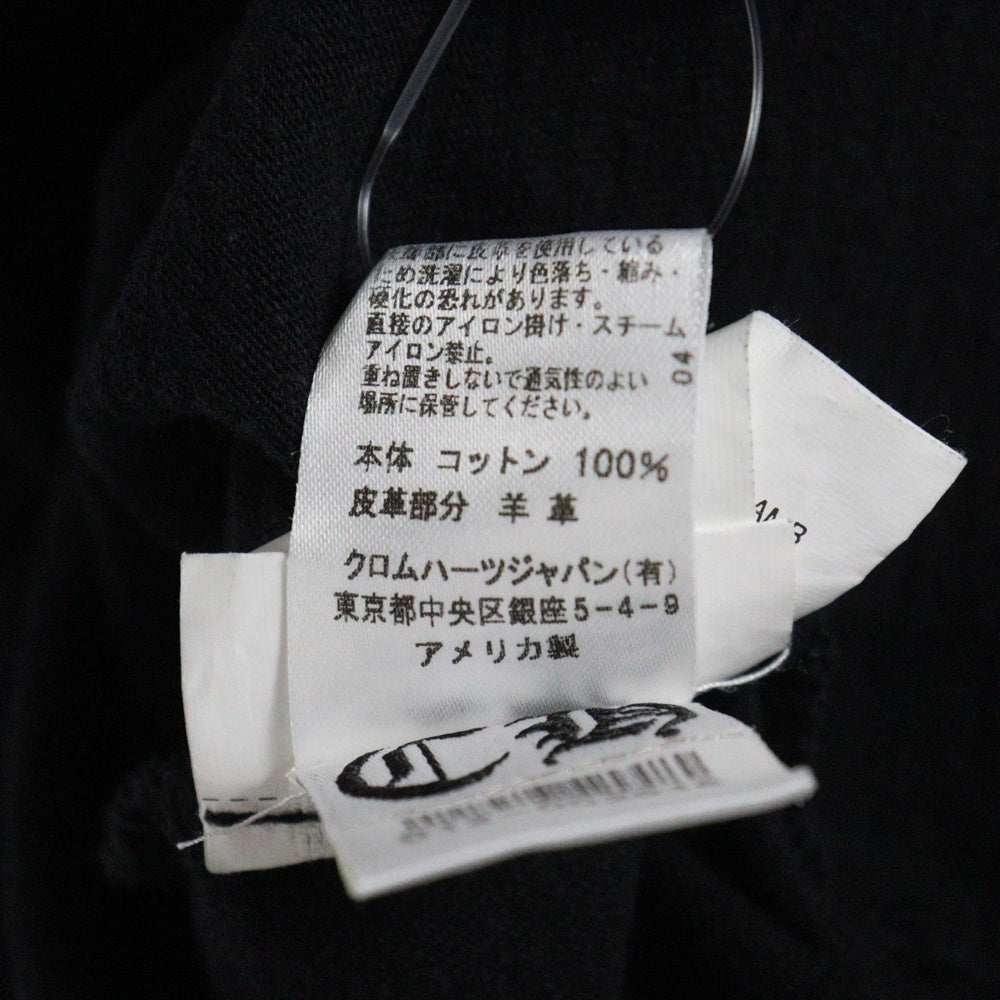 を使用している
ため洗濯により色落ち・縮み・
硬化の恐れがあります。
直接のアイロン掛け・スチーム
アイロン禁止。
重ね置きしないで通気性のよい
場所に保管してください。
04
本体 コットン 100%
皮革部分 羊革
クロムハーツジャパン(有)
東京都中央区銀座5-4-9
アメリカ製